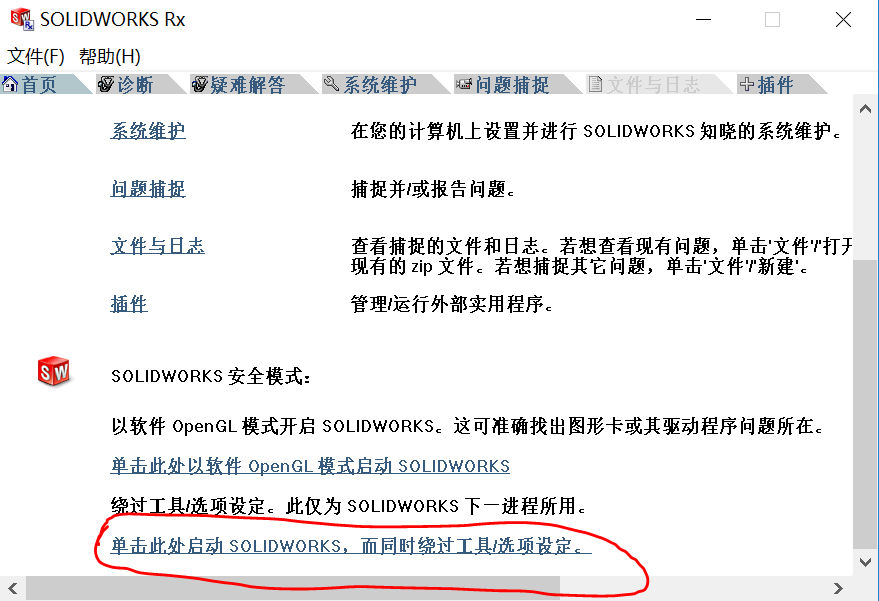 SOLIDWORKS Rx
文件(F) 帮助(H)
首页 诊断 疑难解答 系统维护 问题捕捉 文件与日志 插件
系统维护 在您的计算机上设置并进行 SOLIDWORKS 知晓的系统维护。
问题捕捉 捕捉并/或报告问题。
文件与日志 查看捕捉的文件和日志。若想查看现有问题，单击'文件'/'打开
现有的 zip 文件。若想捕捉其它问题，单击'文件'/'新建'。
插件 管理/运行外部实用程序。
SOLIDWORKS 安全模式：
以软件 OpenGL 模式开启 SOLIDWORKS。这可准确找出图形卡或其驱动程序问题所在。
单击此处以软件 OpenGL 模式启动 SOLIDWORKS
绕过工具/选项设定。此仅为 SOLIDWORKS 下一进程所用。
单击此处启动 SOLIDWORKS，而同时绕过工具/选项设定。